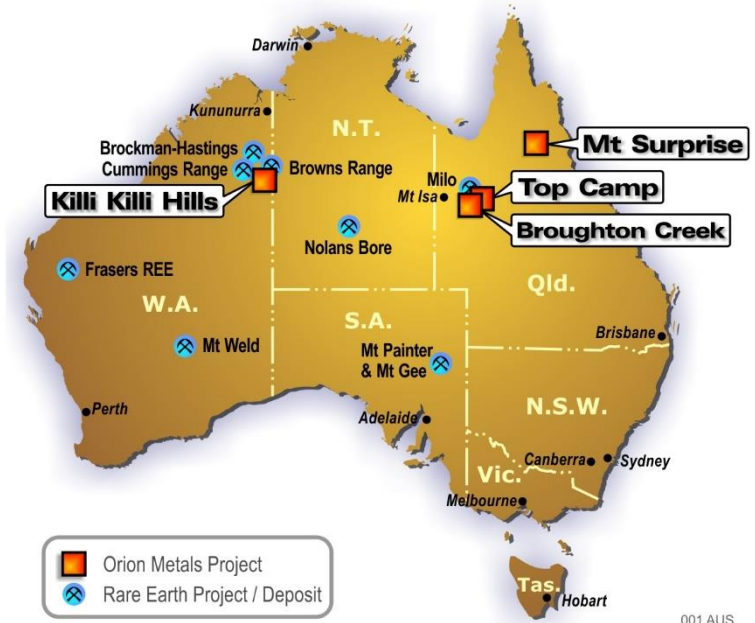 Darwin
Kununurra
N.T.
Brockman-Hastings
Cummings Range
Browns Range
Killi Killi Hills
Mt Surprise
Milo
Mt Isa
Top Camp
Broughton Creek
Nolans Bore
Frasers REE
W.A.
Qld.
S.A.
Mt Weld
Mt Painter
& Mt Gee
Brisbane
N.S.W.
Perth
Adelaide
Canberra
Sydney
Vic.
Melbourne
Orion Metals Project
Rare Earth Project / Deposit
Tas.
Hobart
001 AUS